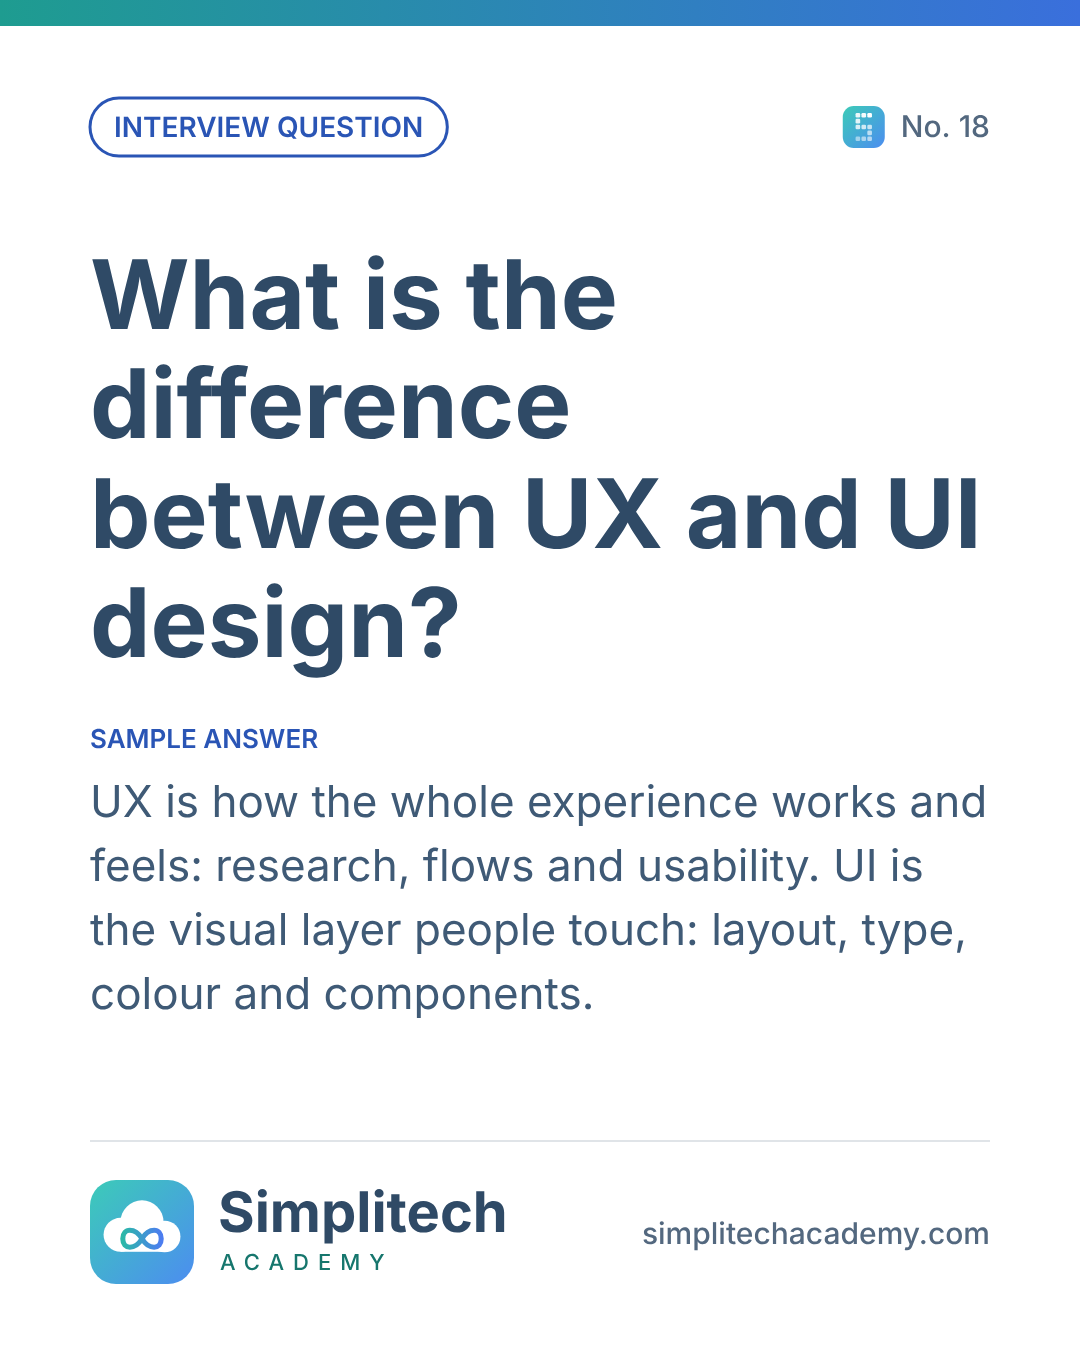 INTERVIEW QUESTION
No. 18
What is the
difference
between UX and UI
design?
SAMPLE ANSWER
UX is how the whole experience works and
feels: research, flows and usability. UI is
the visual layer people touch: layout, type,
colour and components.
Simplitech
ACADEMY
simplitechacademy.com